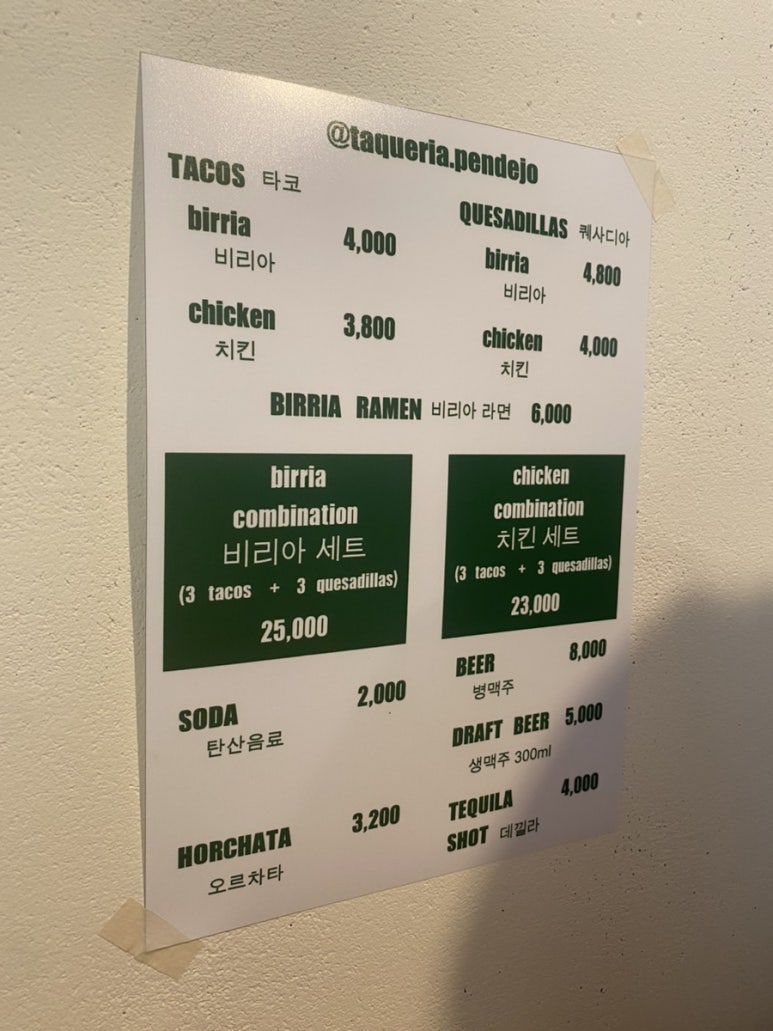 @taqueria.pendejo
TACOS 타코
birria 4,000
비리아
chicken 3,800
치킨
QUESADILLAS 퀘사디아
birria 4,800
비리아
chicken 4,000
치킨
BIRRIA RAMEN 비리아 라면 6,000
birria
combination
비리아 세트
(3 tacos + 3 quesadillas)
25,000
chicken
combination
치킨 세트
(3 tacos + 3 quesadillas)
23,000
SODA 2,000
탄산음료
HORCHATA 3,200
오르차타
BEER 8,000
병맥주
DRAFT BEER 5,000
생맥주 300ml
TEQUILA 4,000
SHOT 데낄라